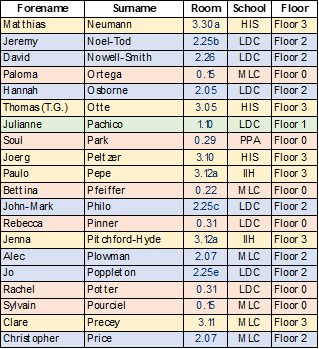 Forename Surname Room School Floor
Matthias Neumann 3.30a HIS Floor 3
Jeremy Noel-Tod 2.25b LDC Floor 2
David Nowell-Smith 2.26 LDC Floor 2
Paloma Ortega 0.15 MLC Floor 0
Hannah Osborne 2.05 LDC Floor 2
Thomas (T.G.) Otte 3.05 HIS Floor 3
Julianne Pachico 1.10 LDC Floor 1
Soul Park 0.29 PPA Floor 0
Joerg Peltzer 3.10 HIS Floor 3
Paulo Pepe 3.12a IIH Floor 3
Bettina Pfeiffer 0.22 MLC Floor 0
John-Mark Philo 2.25c LDC Floor 2
Rebecca Pinner 0.31 LDC Floor 0
Jenna Pitchford-Hyde 3.12a IIH Floor 3
Alec Plowman 2.07 MLC Floor 2
Jo Poppleton 2.25e LDC Floor 2
Rachel Potter 0.31 LDC Floor 0
Sylvain Pourciel 0.15 MLC Floor 0
Clare Precey 3.11 MLC Floor 3
Christopher Price 2.07 MLC Floor 2